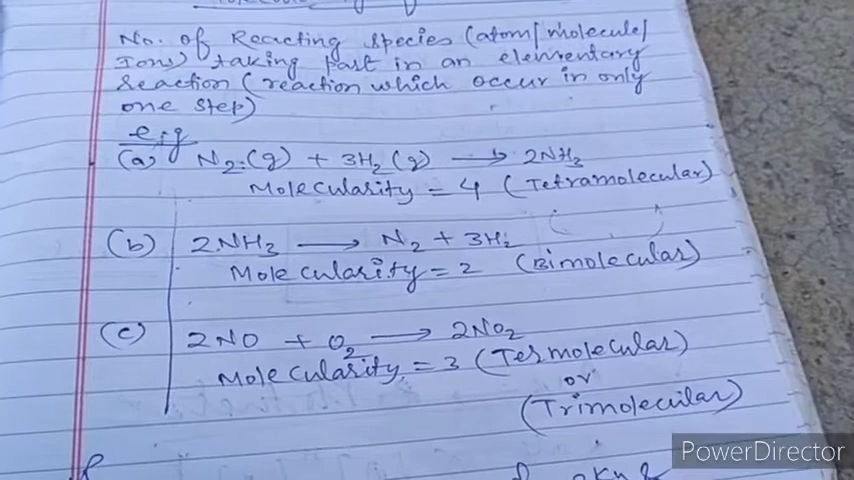 No. of Reacting species (atom/molecule/
Ions) taking part in an elementary
reaction (reaction which occur in only
one step)
e.g
(a) N2(g) + 3H2(g) → 2NH3
Molecularity = 4 (Tetramolecular)
(b) 2NH3 → N2 + 3H2
Molecularity = 2 (Bimolecular)
(c) 2NO + O2 → 2NO2
Molecularity = 3 (Termolecular)
or
(Trimolecular)
PowerDirector